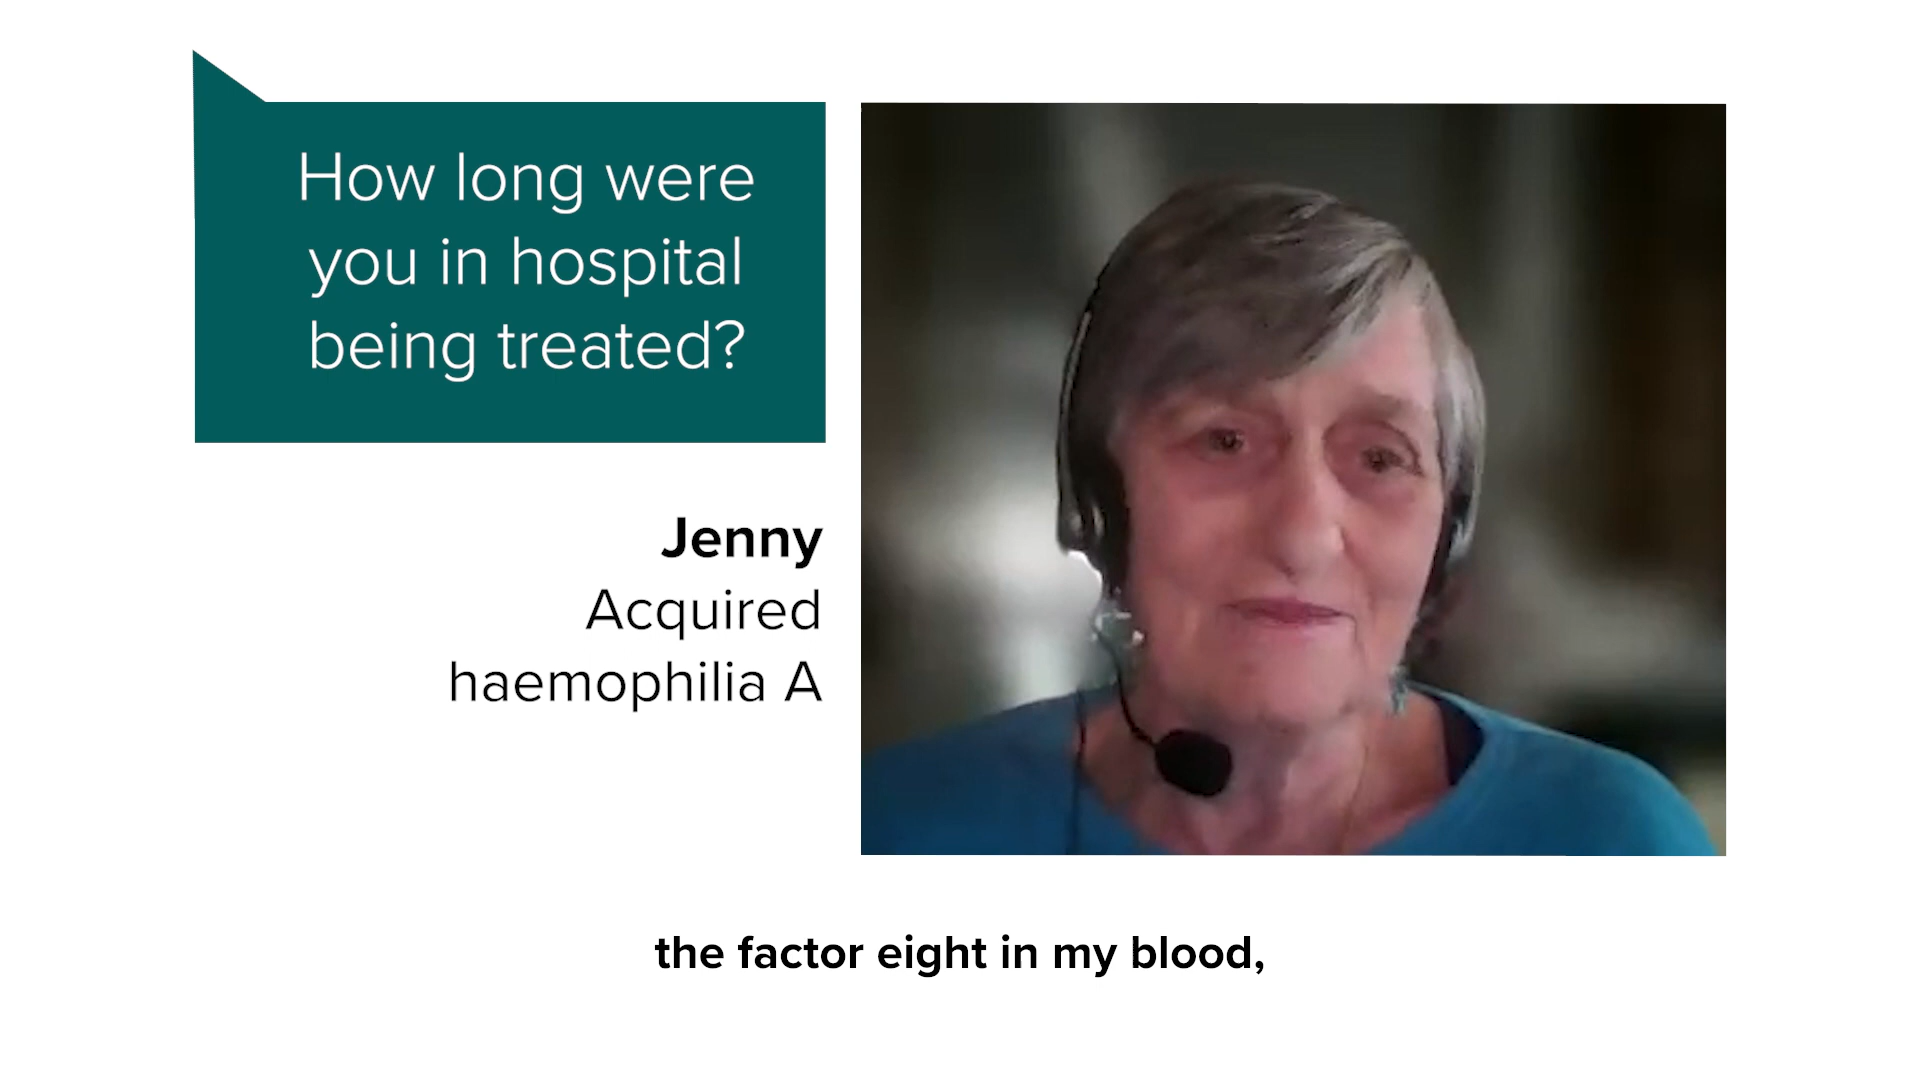 How long were
you in hospital
being treated?
Jenny
Acquired
haemophilia A
the factor eight in my blood,